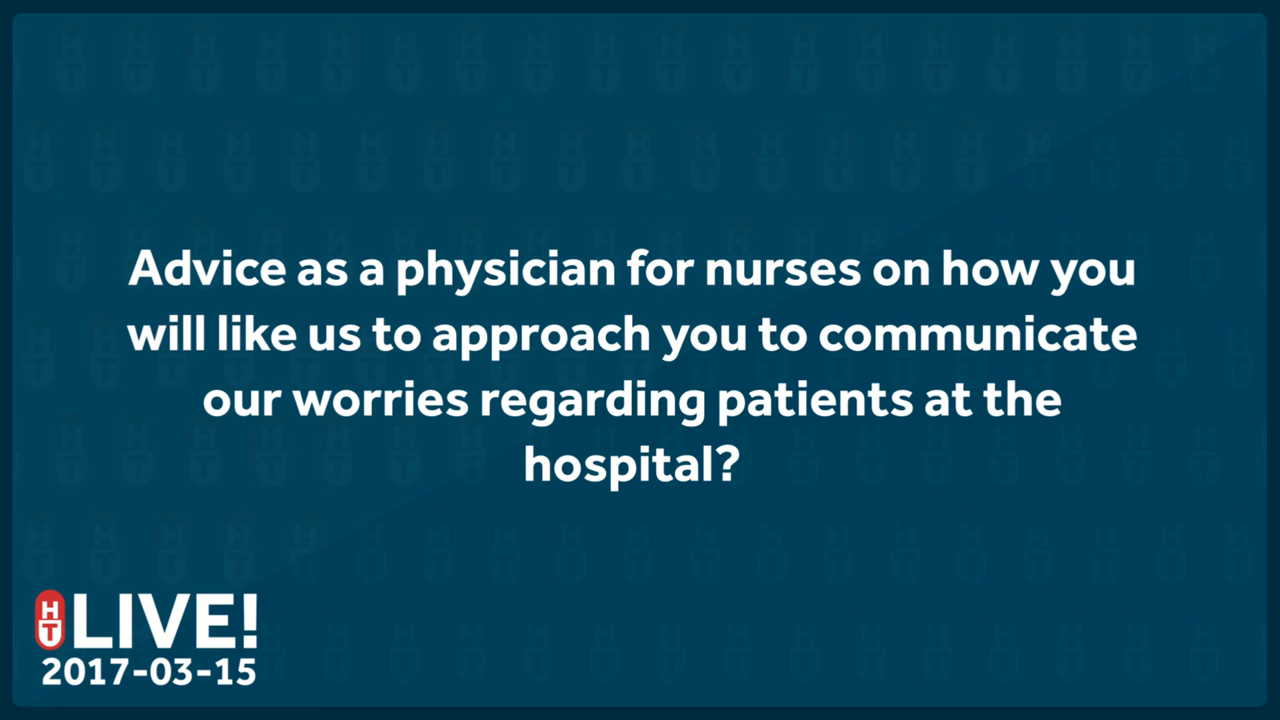 Advice as a physician for nurses on how you
will like us to approach you to communicate
our worries regarding patients at the
hospital?
HT LIVE!
2017-03-15